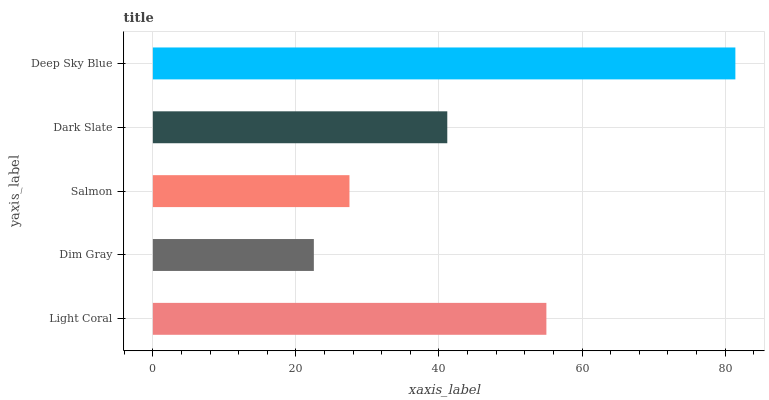 title
Deep Sky Blue
Dark Slate
Salmon
Dim Gray
Light Coral
yaxis_label
0 20 40 60 80
xaxis_label